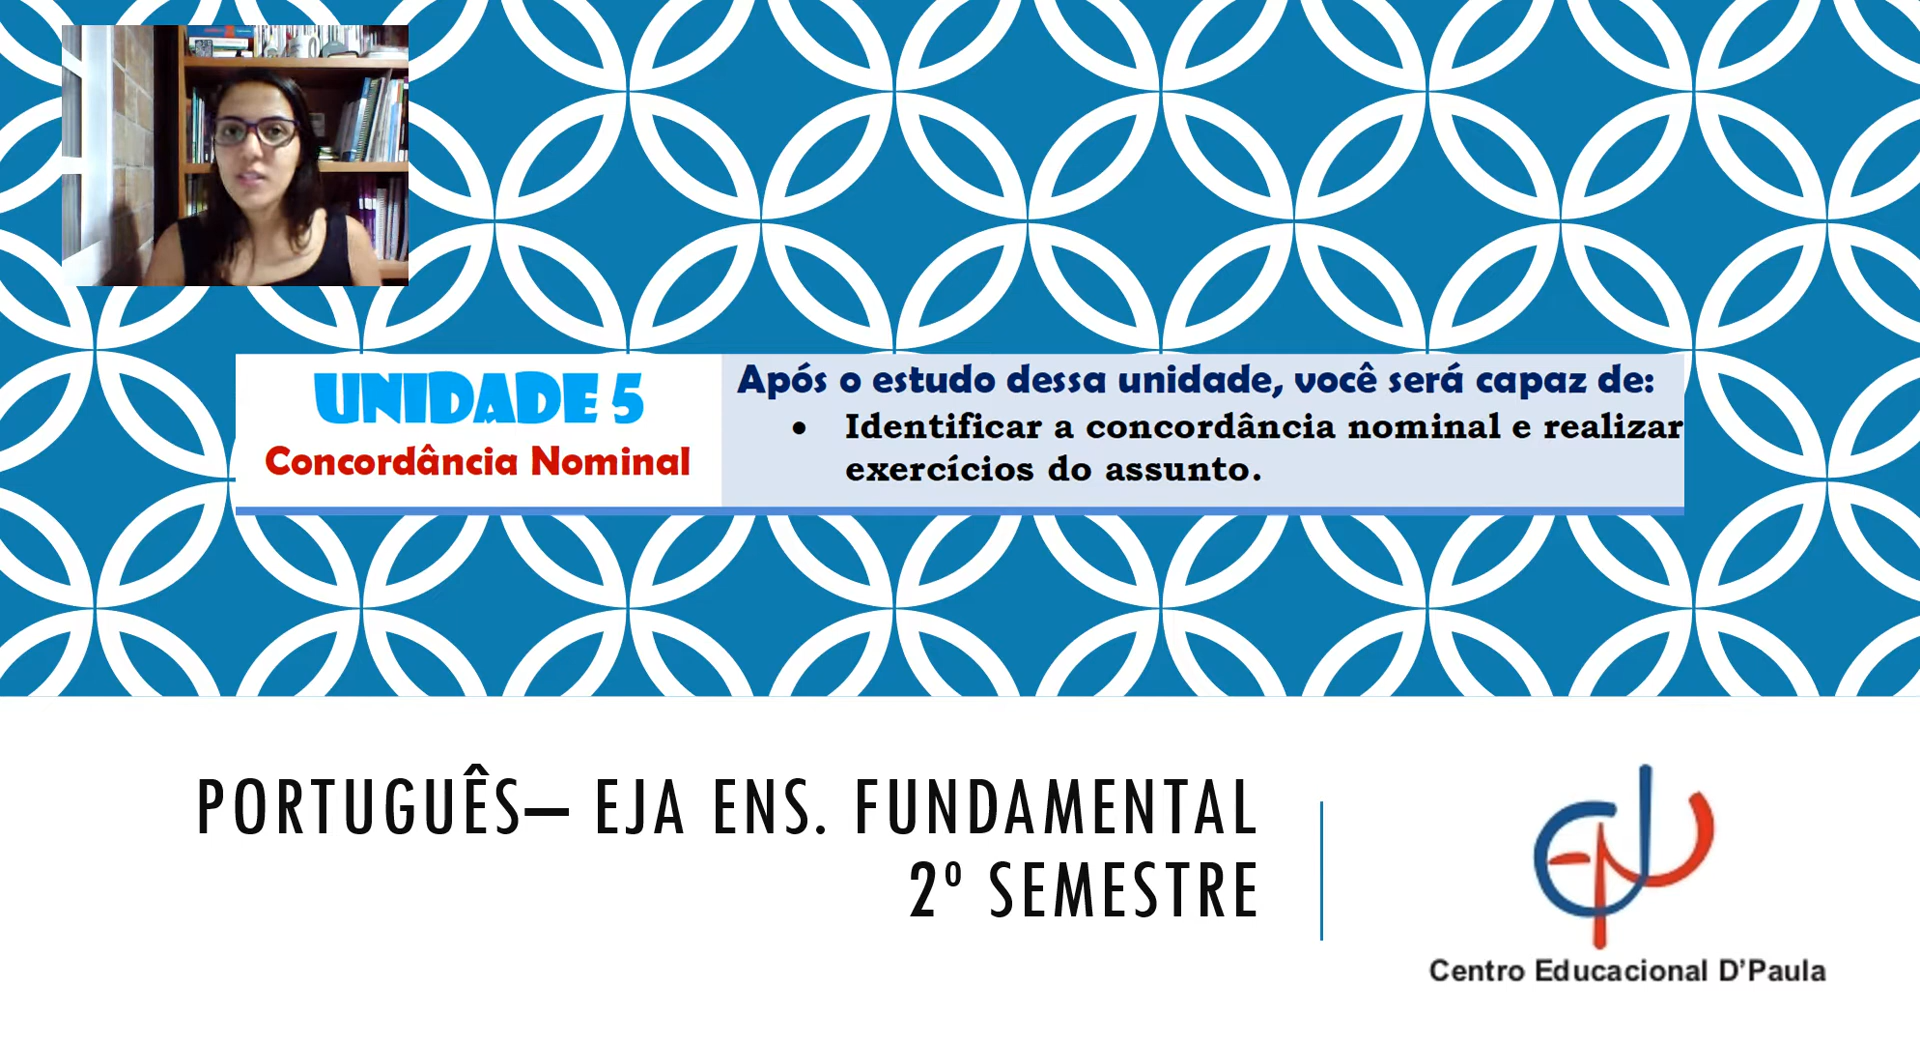 UNIDADE 5
Concordância Nominal
Após o estudo dessa unidade, você será capaz de:
• Identificar a concordância nominal e realizar
exercícios do assunto.
PORTUGUÊS– EJA ENS. FUNDAMENTAL
2º SEMESTRE
Centro Educacional D'Paula